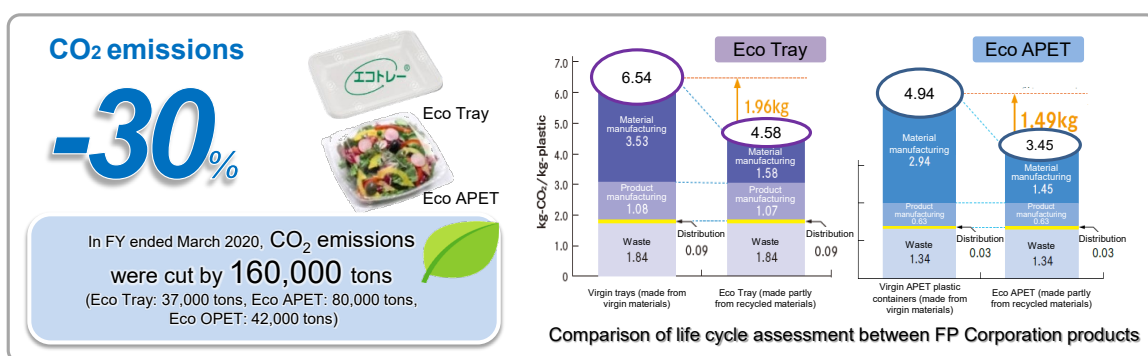 CO2 emissions
-30%
エコトレー®
Eco Tray
Eco APET
In FY ended March 2020, CO2 emissions
were cut by 160,000 tons
(Eco Tray: 37,000 tons, Eco APET: 80,000 tons,
Eco OPET: 42,000 tons)
Eco Tray
kg-CO2/kg-plastic
7.0
6.0
5.0
4.0
3.0
2.0
1.0
0
6.54
Material
manufacturing
3.53
Product
manufacturing
1.08
Waste
1.84
Distribution
0.09
1.96kg
4.58
Material
manufacturing
1.58
Product
manufacturing
1.07
Waste
1.84
Distribution
0.09
Virgin trays (made from
virgin materials)
Eco Tray (made partly
from recycled materials)
Eco APET
4.94
Material
manufacturing
2.94
Product
manufacturing
0.63
Waste
1.34
Distribution
0.03
1.49kg
3.45
Material
manufacturing
1.45
Product
manufacturing
0.63
Waste
1.34
Distribution
0.03
Virgin APET plastic
containers (made from
virgin materials)
Eco APET (made partly
from recycled materials)
Comparison of life cycle assessment between FP Corporation products